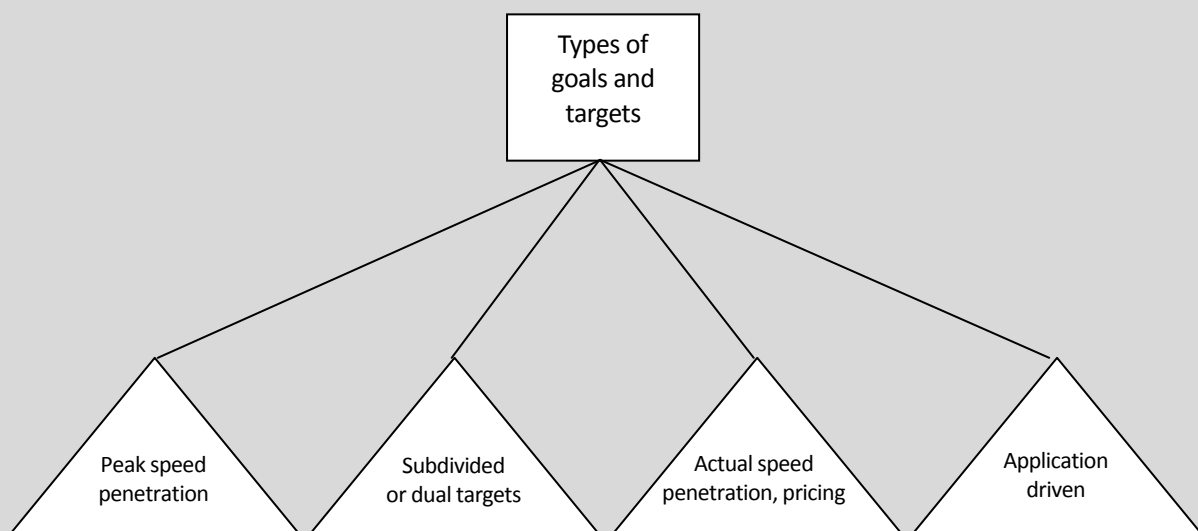 Types of
goals and
targets
Peak speed
penetration
Subdivided
or dual targets
Actual speed
penetration, pricing
Application
driven